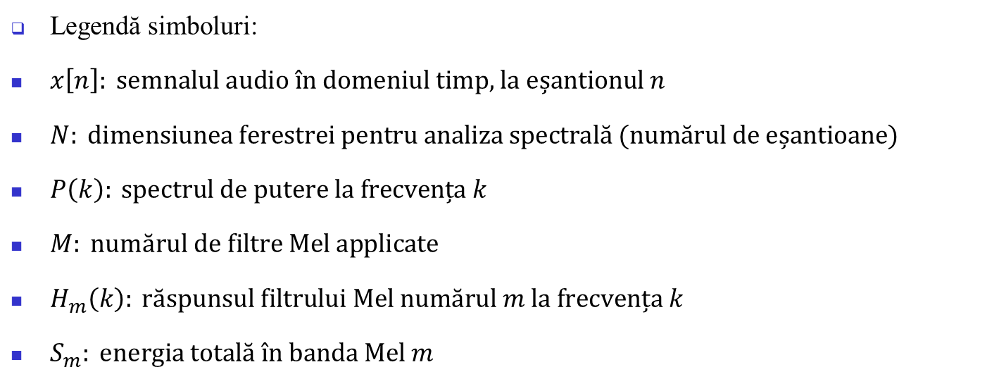 Legendă simboluri:
x[n]: semnalul audio în domeniul timp, la eșantionul n
N: dimensiunea ferestrei pentru analiza spectrală (numărul de eșantioane)
P(k): spectrul de putere la frecvența k
M: numărul de filtre Mel applicate
Hₘ(k): răspunsul filtrului Mel numărul m la frecvența k
Sₘ: energia totală în banda Mel m